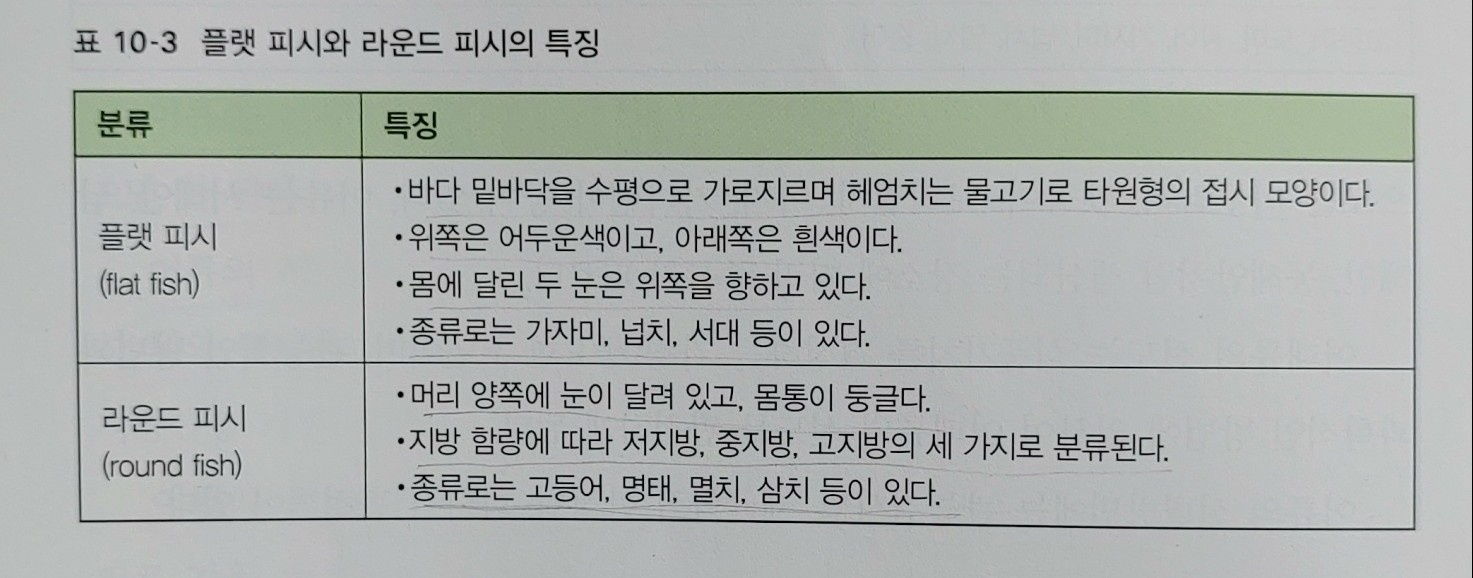 표 10-3 플랫 피시와 라운드 피시의 특징
분류
특징
플랫 피시
(flat fish)
•바다 밑바닥을 수평으로 가로지르며 헤엄치는 물고기로 타원형의 접시 모양이다.
•위쪽은 어두운색이고, 아래쪽은 흰색이다.
•몸에 달린 두 눈은 위쪽을 향하고 있다.
•종류로는 가자미, 넙치, 서대 등이 있다.
라운드 피시
(round fish)
•머리 양쪽에 눈이 달려 있고, 몸통이 둥글다.
•지방 함량에 따라 저지방, 중지방, 고지방의 세 가지로 분류된다.
•종류로는 고등어, 명태, 멸치, 삼치 등이 있다.